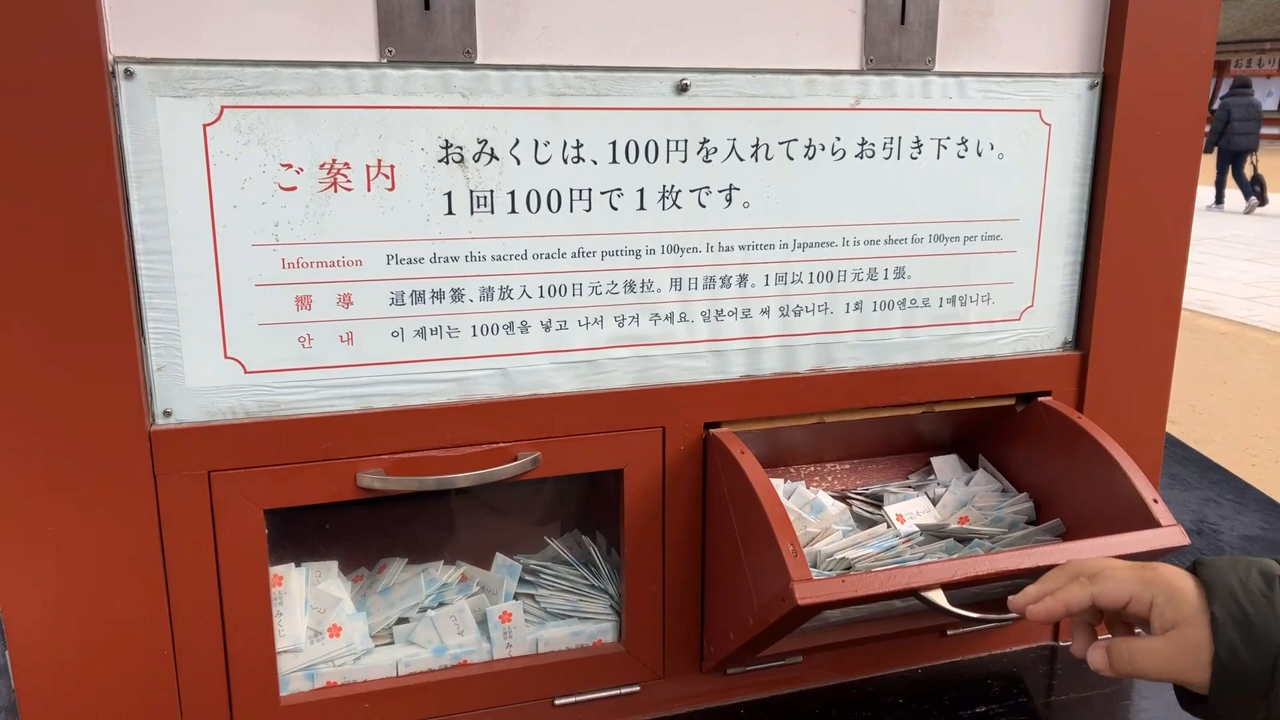 おまもり
ご案内
おみくじは、100円を入れてからお引き下さい。
1回100円で1枚です。
Information Please draw this sacred oracle after putting in 100yen. It has written in Japanese. It is one sheet for 100yen per time.
嚮 導 這個神簽、請放入100日元之後拉。用日語寫著。1回以100日元是1張。
안 내 이 제비는 100엔을 넣고 나서 당겨 주세요. 일본어로 써 있습니다. 1회 100엔으로 1매입니다.
みくじ